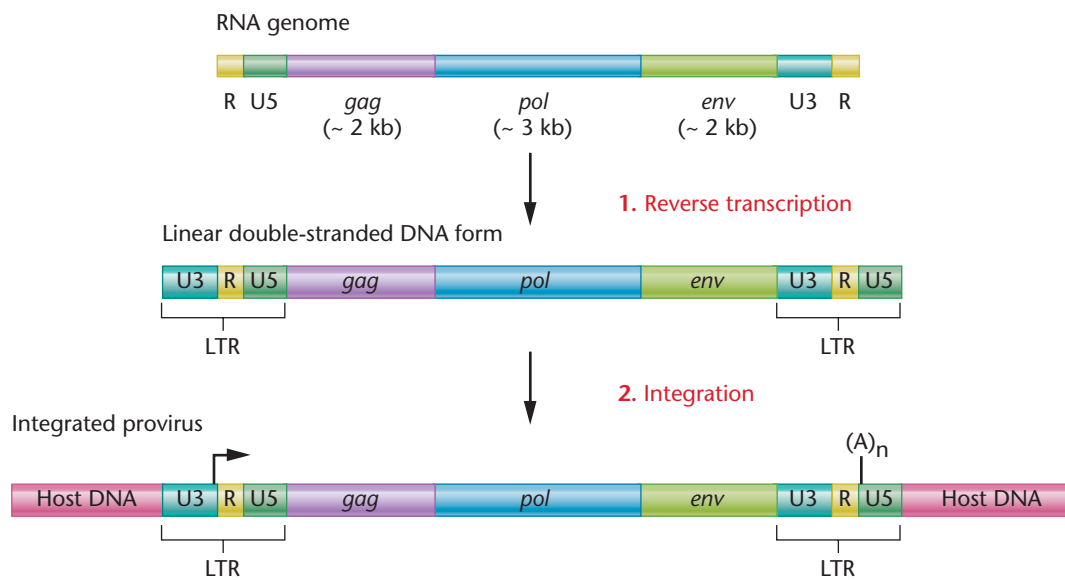 RNA genome
R U5 gag pol env U3 R
(~ 2 kb) (~ 3 kb) (~ 2 kb)
1. Reverse transcription
Linear double-stranded DNA form
U3 R U5 gag pol env U3 R U5
LTR LTR
2. Integration
Integrated provirus
(A)n
Host DNA U3 R U5 gag pol env U3 R U5 Host DNA
LTR LTR